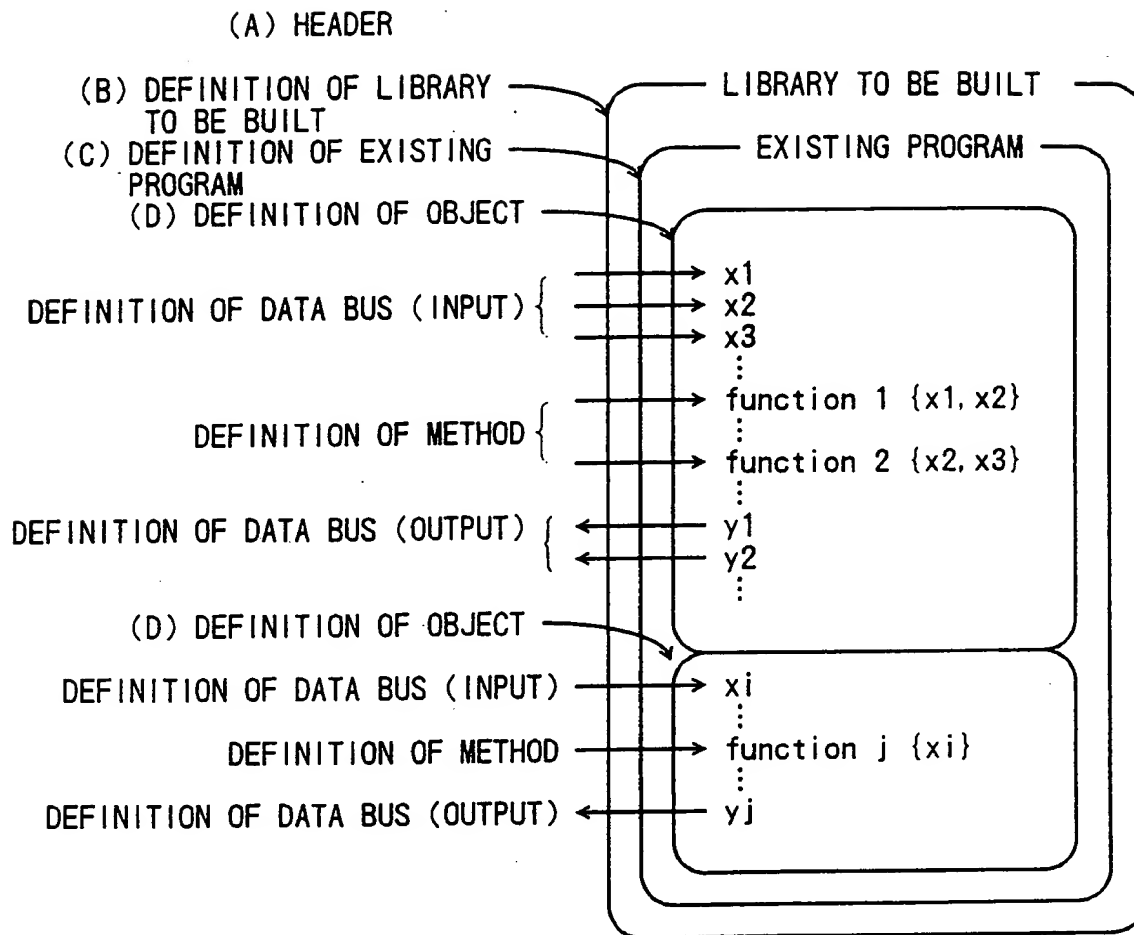 (A) HEADER
(B) DEFINITION OF LIBRARY
TO BE BUILT
LIBRARY TO BE BUILT
(C) DEFINITION OF EXISTING
PROGRAM
EXISTING PROGRAM
(D) DEFINITION OF OBJECT
DEFINITION OF DATA BUS (INPUT)
x1
x2
x3
DEFINITION OF METHOD
function 1 {x1, x2}
function 2 {x2, x3}
DEFINITION OF DATA BUS (OUTPUT)
y1
y2
(D) DEFINITION OF OBJECT
DEFINITION OF DATA BUS (INPUT)
xi
DEFINITION OF METHOD
function j {xi}
DEFINITION OF DATA BUS (OUTPUT)
yj